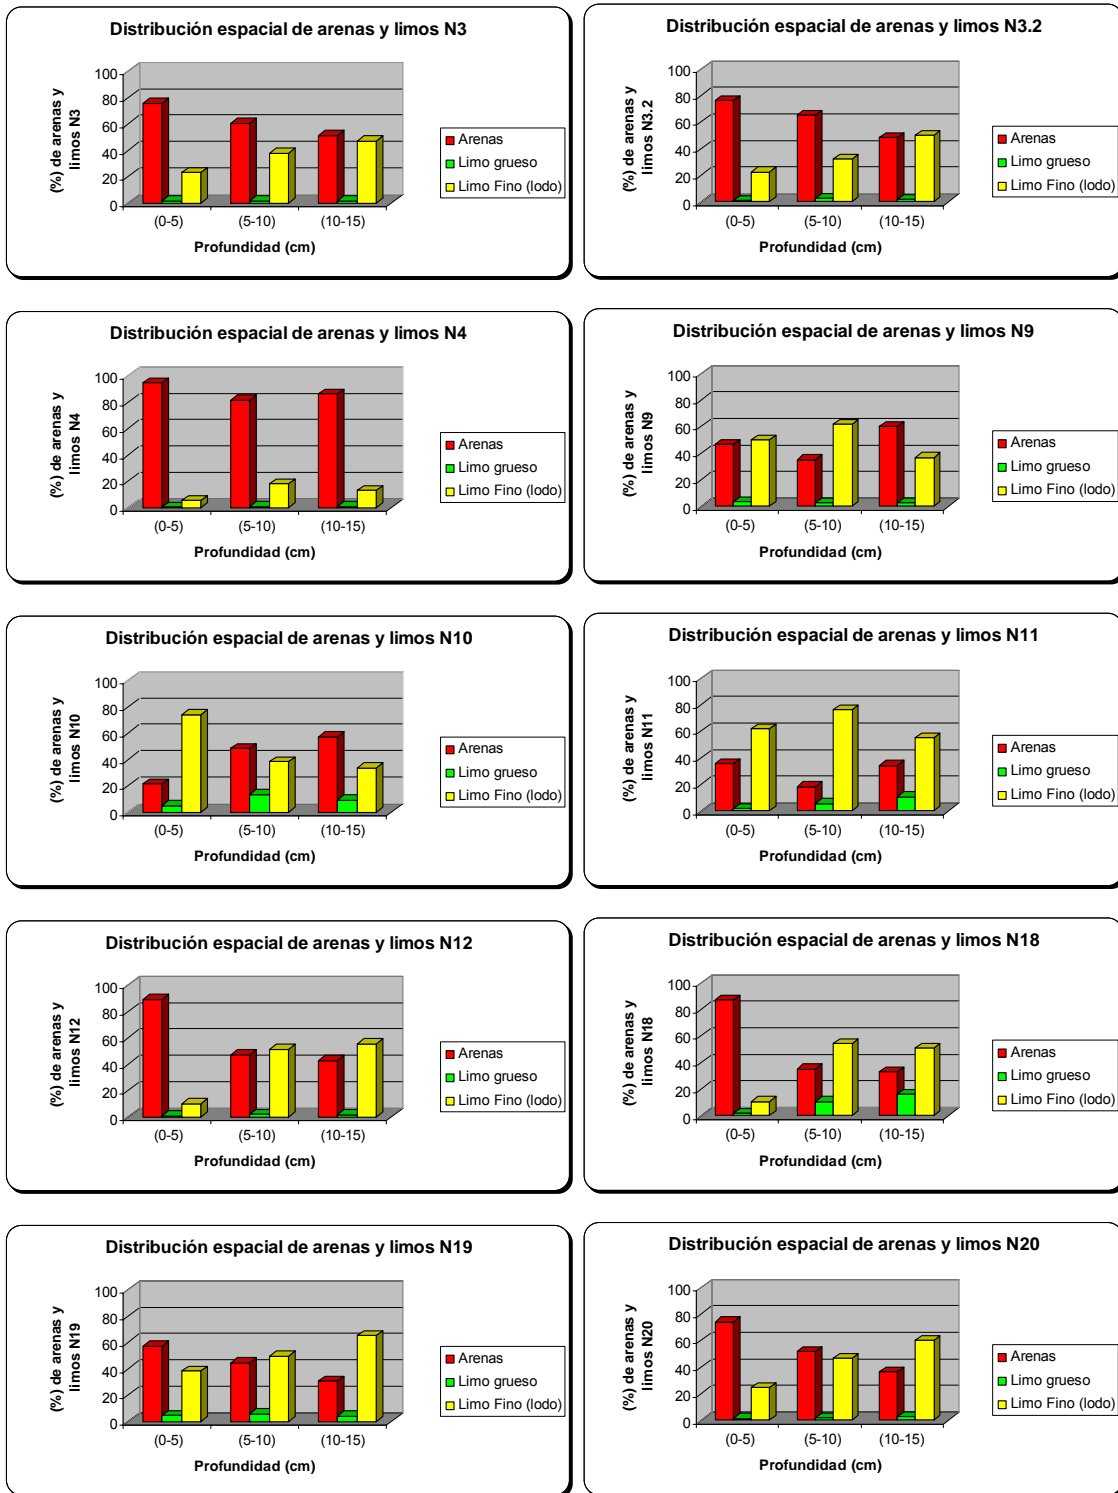 Distribución espacial de arenas y limos N3
(%) de arenas y
limos N3
100
80
60
40
20
0
(0-5)
(5-10)
(10-15)
Profundidad (cm)
Arenas
Limo grueso
Limo Fino (lodo)
Distribución espacial de arenas y limos N3.2
(%) de arenas y
limos N3.2
100
80
60
40
20
0
(0-5)
(5-10)
(10-15)
Profundidad (cm)
Arenas
Limo grueso
Limo Fino (lodo)
Distribución espacial de arenas y limos N4
(%) de arenas y
limos N4
100
80
60
40
20
0
(0-5)
(5-10)
(10-15)
Profundidad (cm)
Arenas
Limo grueso
Limo Fino (lodo)
Distribución espacial de arenas y limos N9
(%) de arenas y
limos N9
100
80
60
40
20
0
(0-5)
(5-10)
(10-15)
Profundidad (cm)
Arenas
Limo grueso
Limo Fino (lodo)
Distribución espacial de arenas y limos N10
(%) de arenas y
limos N10
100
80
60
40
20
0
(0-5)
(5-10)
(10-15)
Profundidad (cm)
Arenas
Limo grueso
Limo Fino (lodo)
Distribución espacial de arenas y limos N11
(%) de arenas y
limos N11
100
80
60
40
20
0
(0-5)
(5-10)
(10-15)
Profundidad (cm)
Arenas
Limo grueso
Limo Fino (lodo)
Distribución espacial de arenas y limos N12
(%) de arenas y
limos N12
100
80
60
40
20
0
(0-5)
(5-10)
(10-15)
Profundidad (cm)
Arenas
Limo grueso
Limo Fino (lodo)
Distribución espacial de arenas y limos N18
(%) de arenas y
limos N18
100
80
60
40
20
0
(0-5)
(5-10)
(10-15)
Profundidad (cm)
Arenas
Limo grueso
Limo Fino (lodo)
Distribución espacial de arenas y limos N19
(%) de arenas y
limos N19
100
80
60
40
20
0
(0-5)
(5-10)
(10-15)
Profundidad (cm)
Arenas
Limo grueso
Limo Fino (lodo)
Distribución espacial de arenas y limos N20
(%) de arenas y
limos N20
100
80
60
40
20
0
(0-5)
(5-10)
(10-15)
Profundidad (cm)
Arenas
Limo grueso
Limo Fino (lodo)